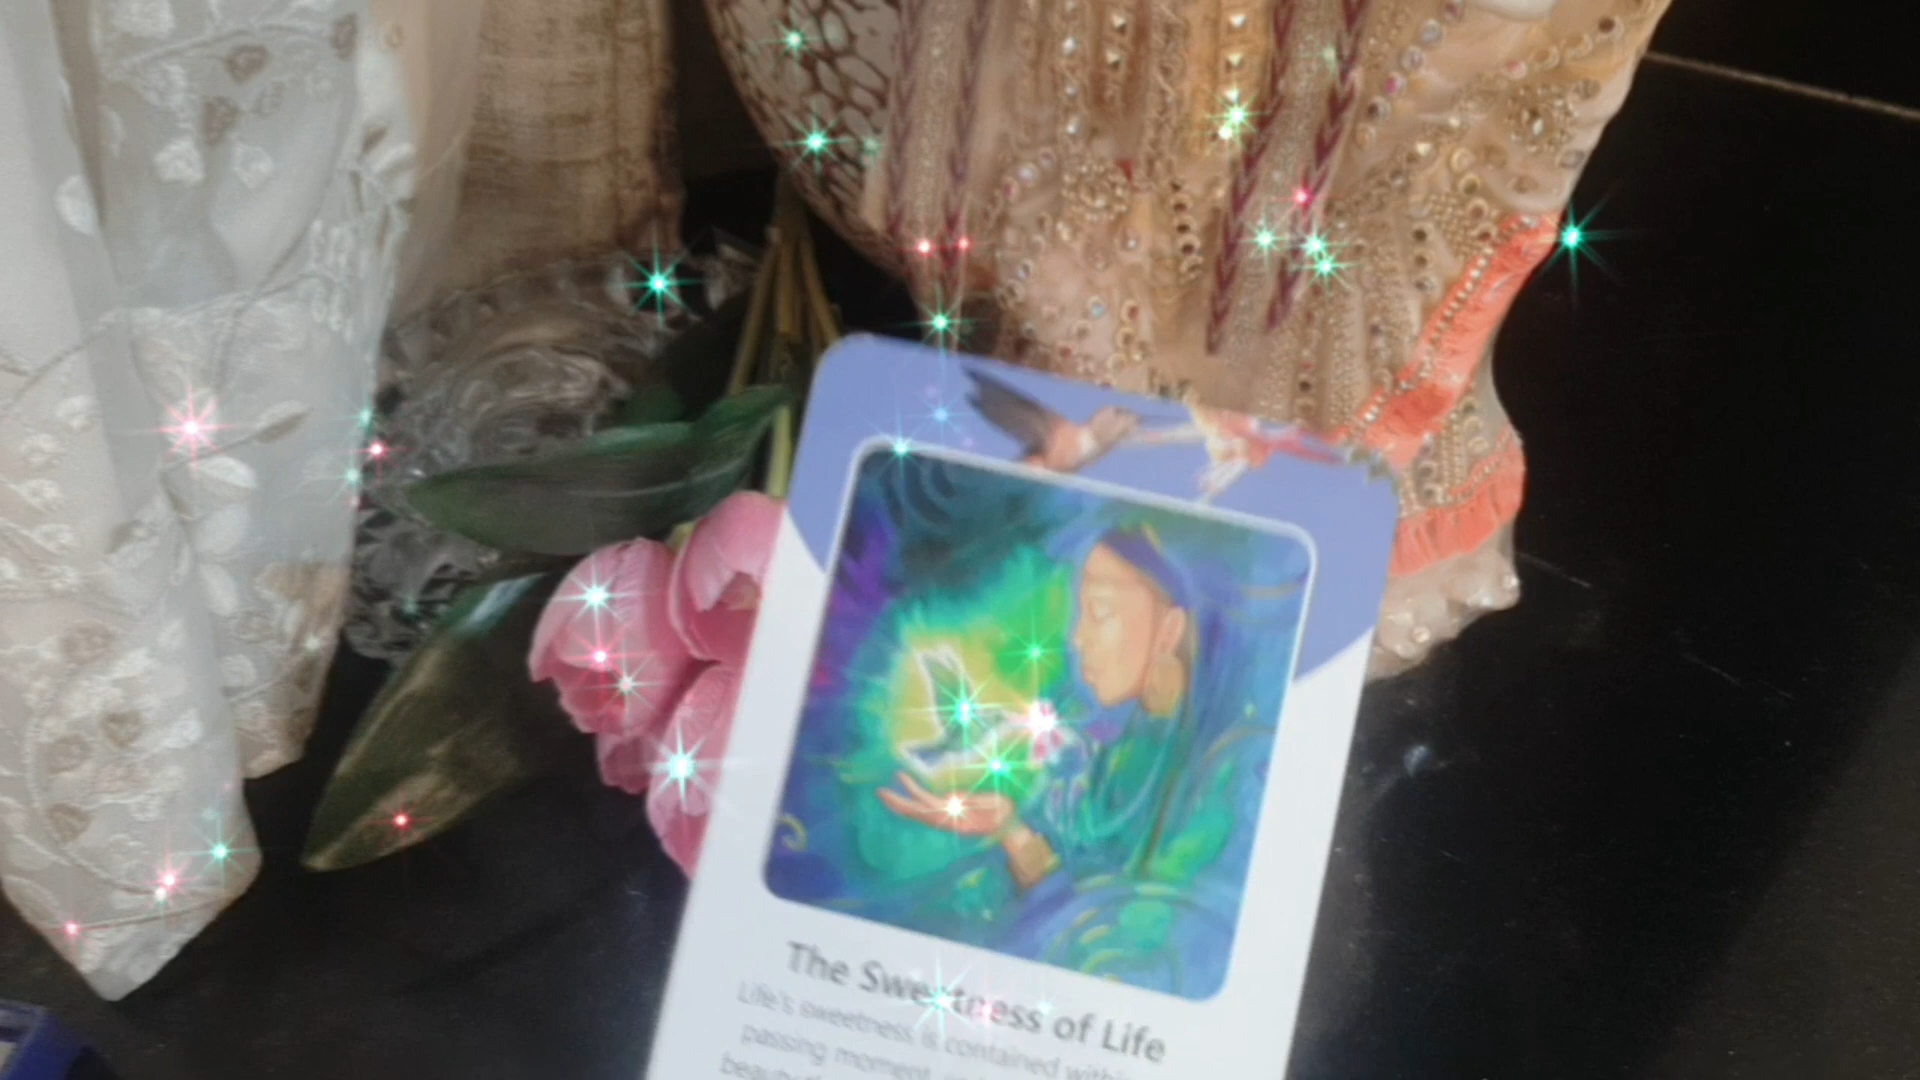 The Sweetness of Life
Life's sweetness is contained within
passing moment